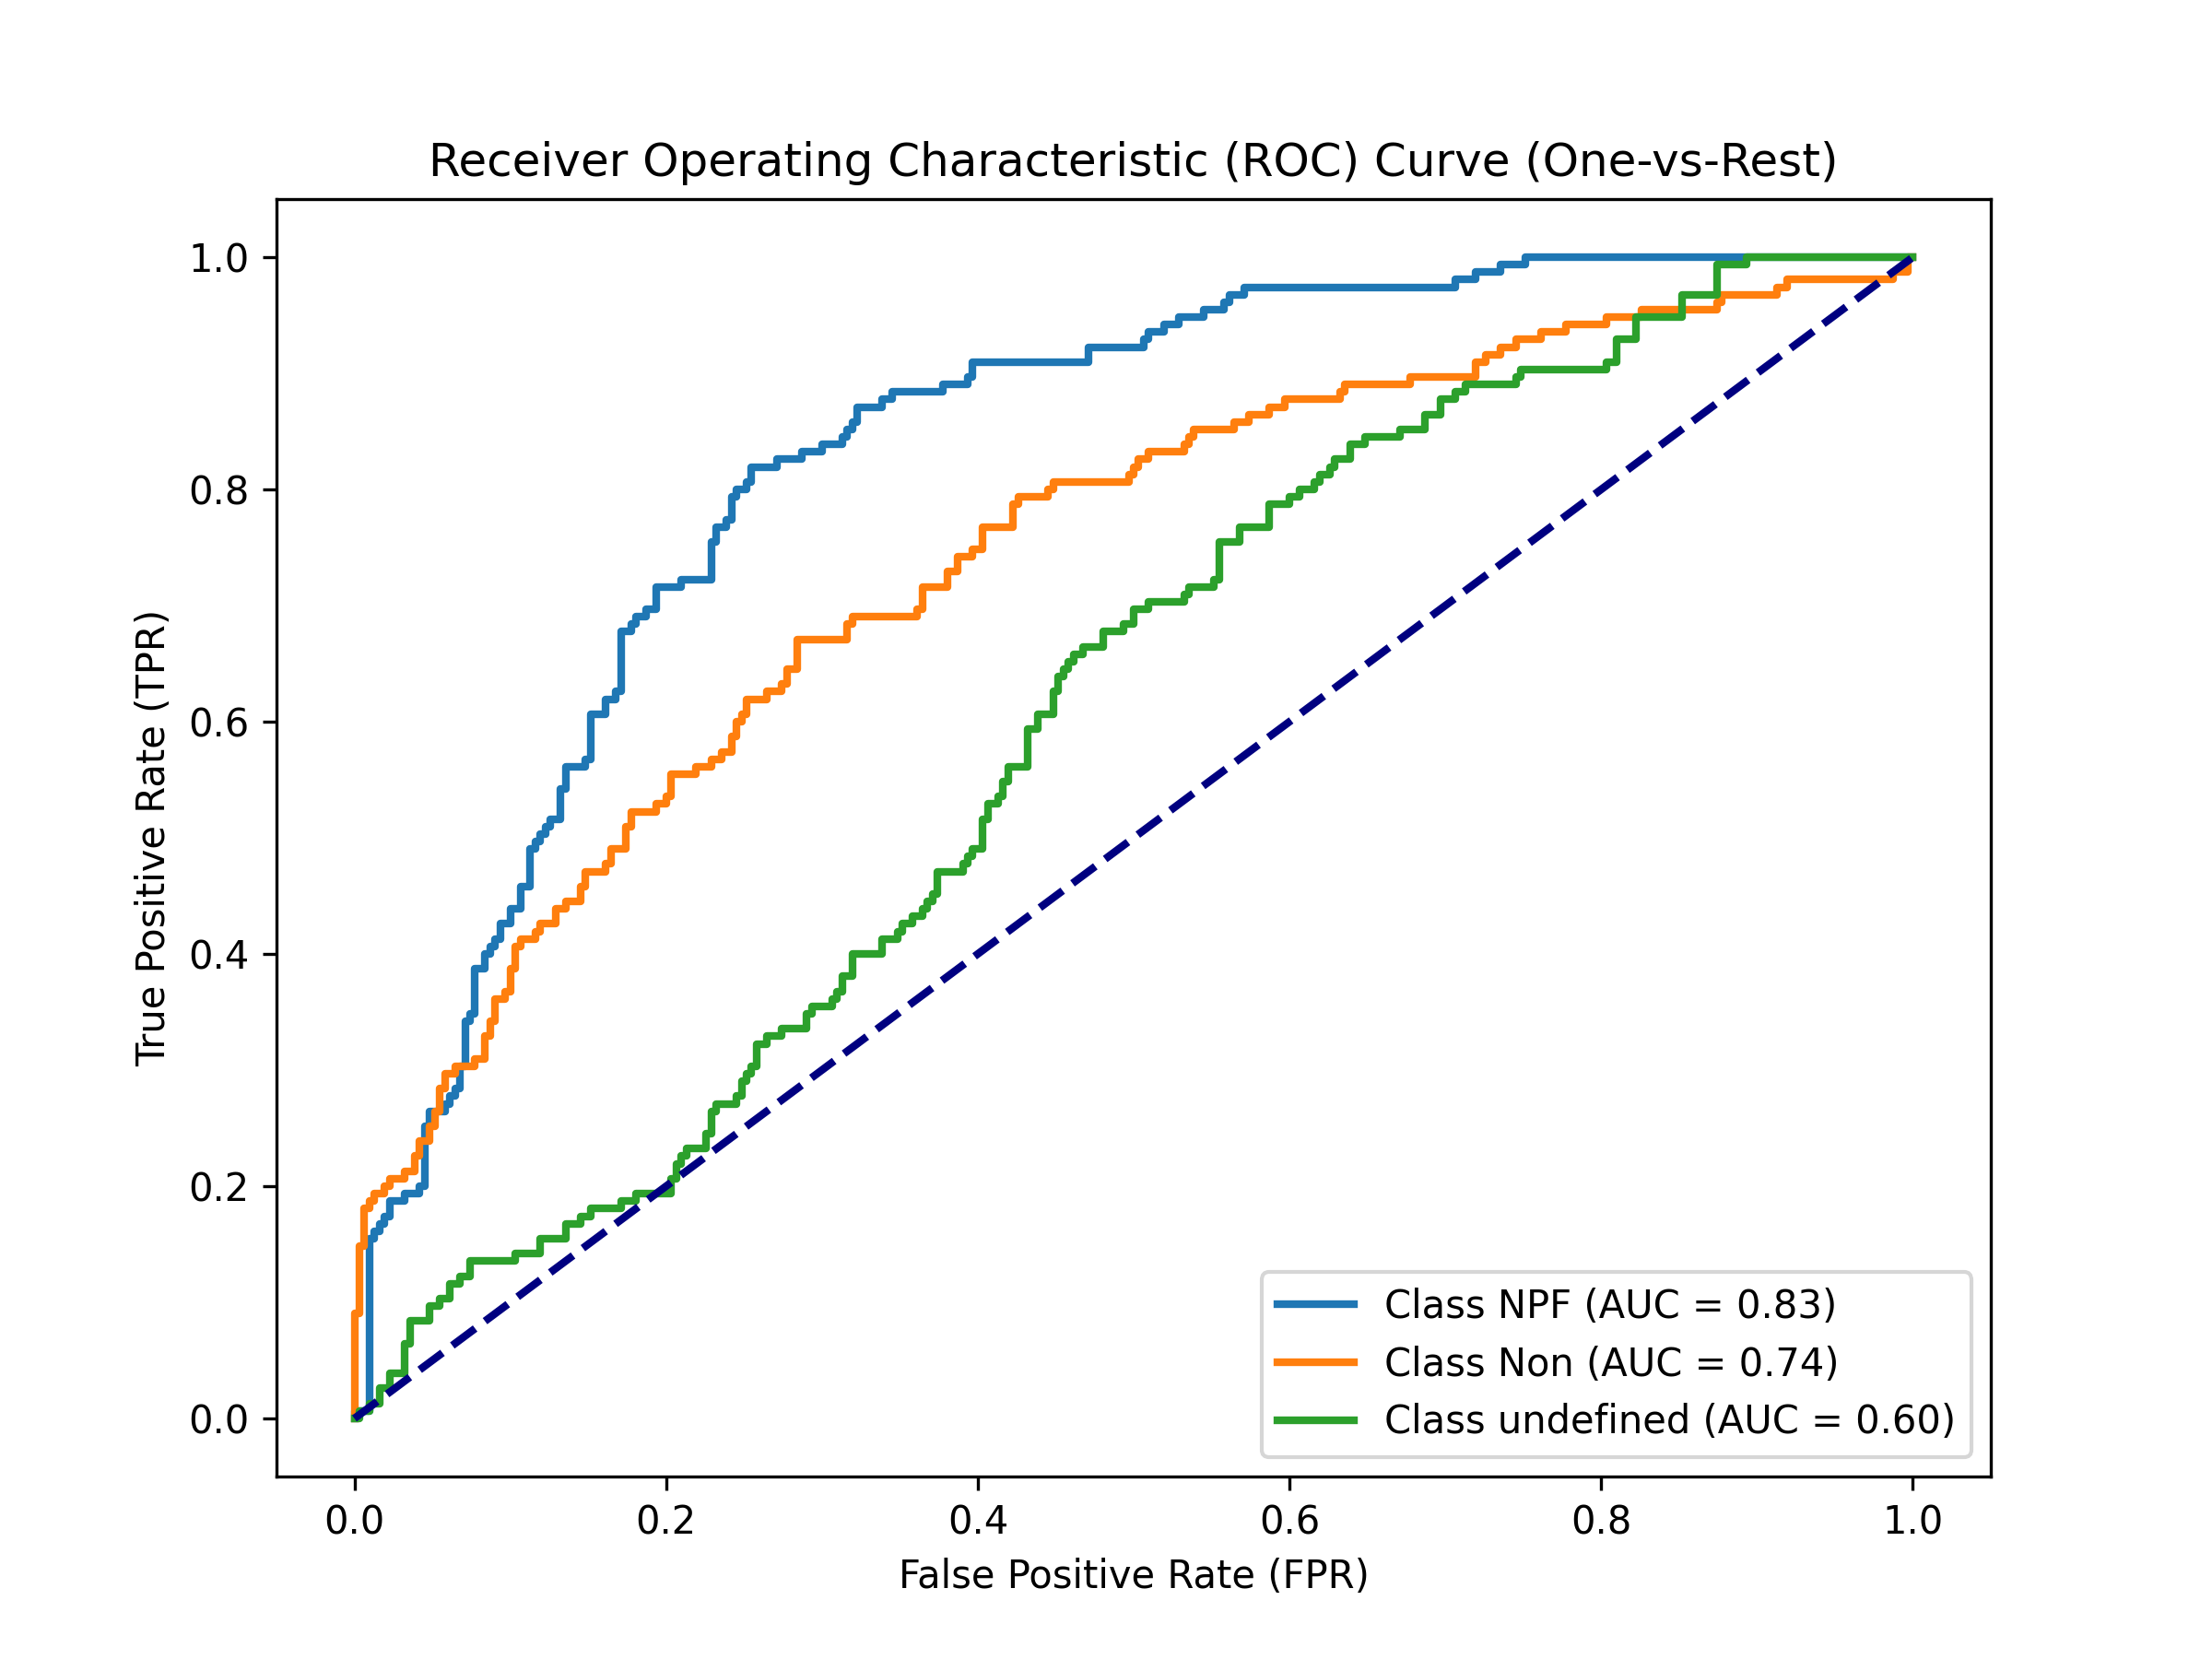 Receiver Operating Characteristic (ROC) Curve (One-vs-Rest)
1.0
0.8
0.6
0.4
0.2
0.0
True Positive Rate (TPR)
Class NPF (AUC = 0.83)
Class Non (AUC = 0.74)
Class undefined (AUC = 0.60)
0.0 0.2 0.4 0.6 0.8 1.0
False Positive Rate (FPR)